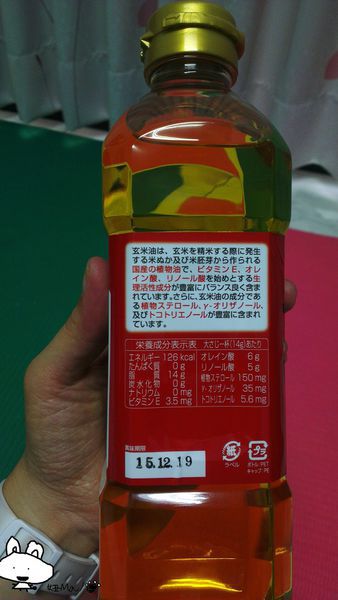 玄米油は、玄米を精米する際に発生
する米ぬか及び米胚芽から作られる
国産の植物油で、ビタミンE、オレ
イン酸、リノール酸を始めとする生
理活性成分が豊富にバランス良く含
まれています。さらに、玄米油の成分であ
る植物ステロール、γ-オリザノール、
及びトコトリエノールが豊富に含ま
れています。
栄養成分表示表 大さじ一杯(14g)あたり
エネルギー 126kcal
たんぱく質 0g
脂質 14g
炭水化物 0g
ナトリウム 0mg
ビタミンE 3.5mg
オレイン酸 6g
リノール酸 5g
植物ステロール 150mg
γ-オリザノール 35mg
トコトリエノール 5.6mg
賞味期限
15.12.19
紙
ラベル
プラ
ボトル:PET
キャップ:PE